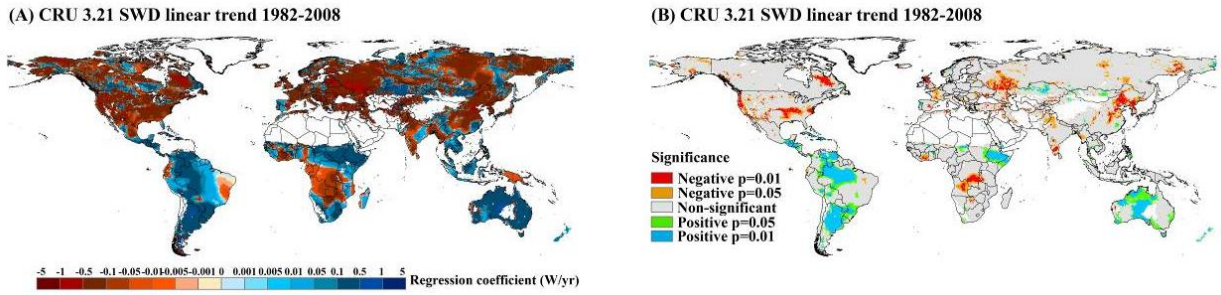 (A) CRU 3.21 SWD linear trend 1982-2008
(B) CRU 3.21 SWD linear trend 1982-2008
Significance
Negative p=0.01
Negative p=0.05
Non-significant
Positive p=0.05
Positive p=0.01
-5 -1 -0.5 -0.1 -0.05 -0.01 -0.005 -0.001 0 0.001 0.005 0.01 0.05 0.1 0.5 1 5 Regression coefficient (W/yr)